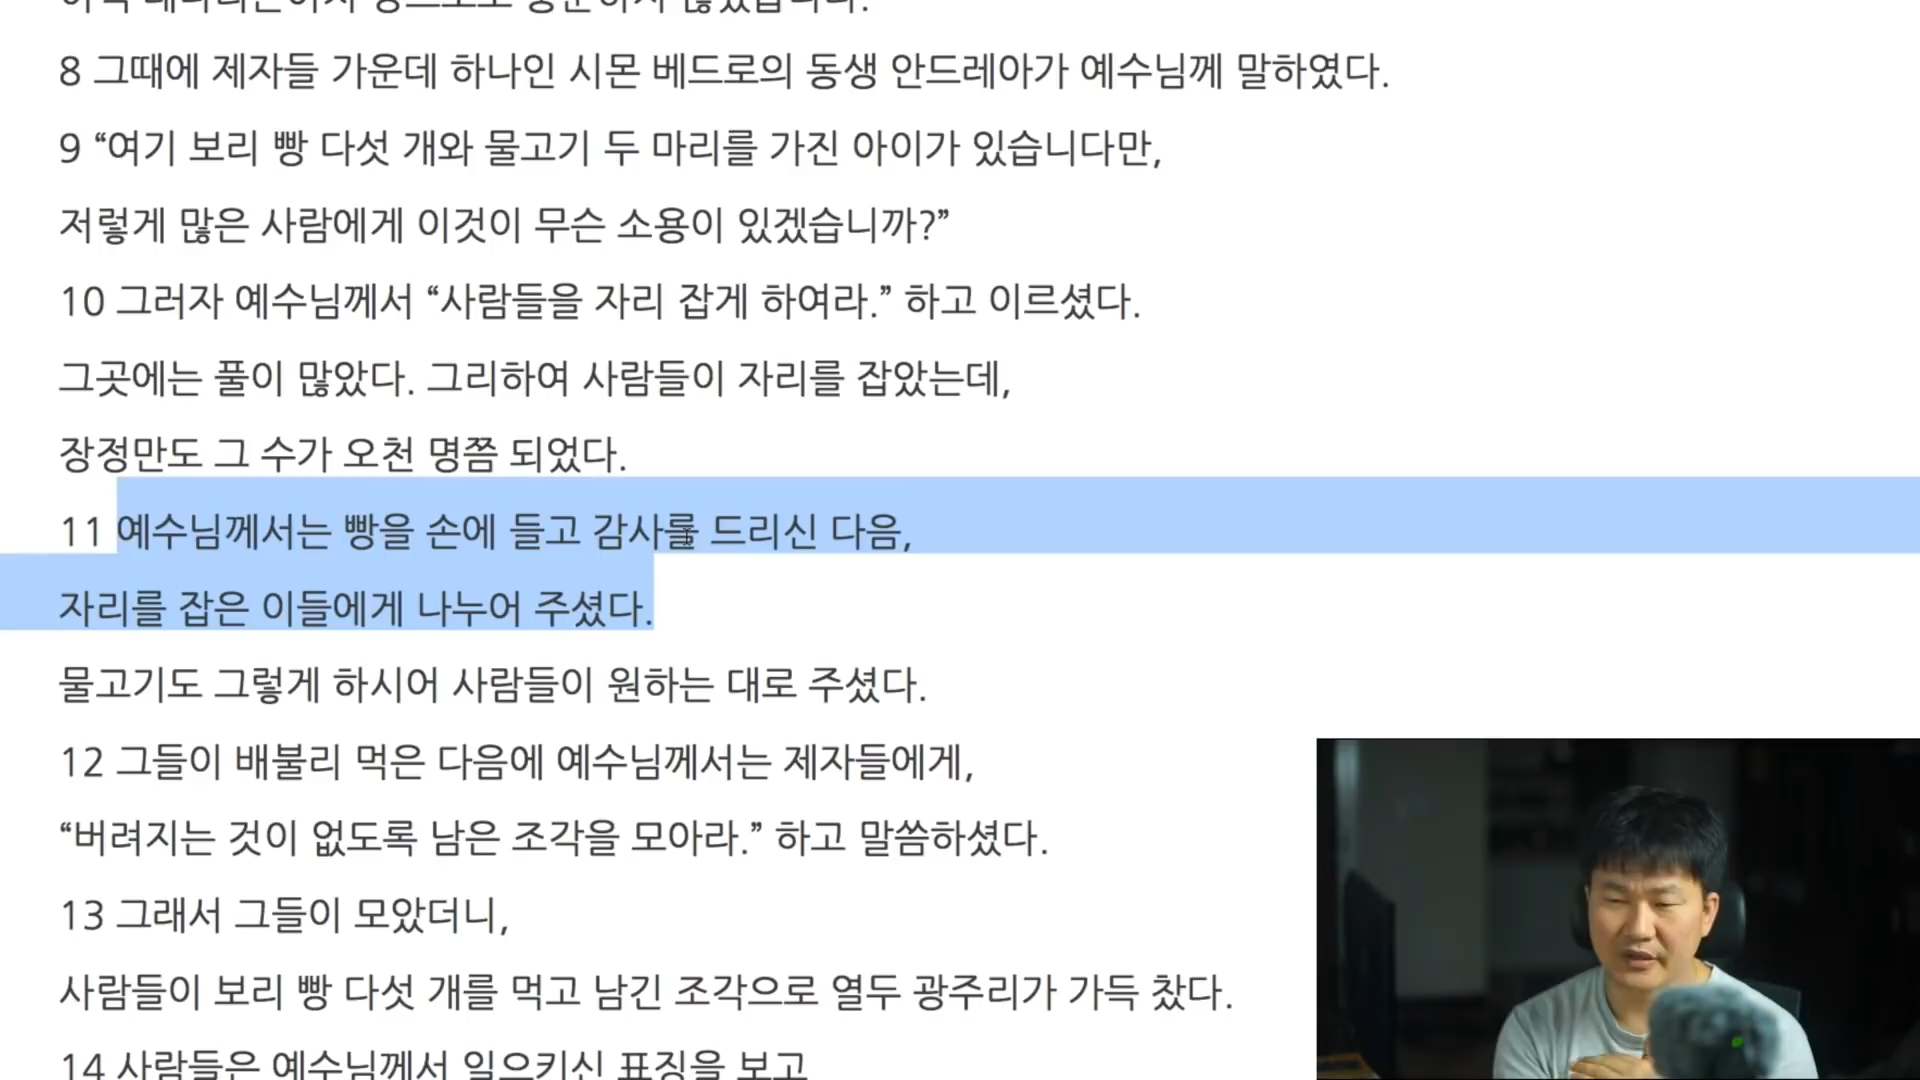 8 그때에 제자들 가운데 하나인 시몬 베드로의 동생 안드레아가 예수님께 말하였다.
9 “여기 보리 빵 다섯 개와 물고기 두 마리를 가진 아이가 있습니다만,
저렇게 많은 사람에게 이것이 무슨 소용이 있겠습니까?”
10 그러자 예수님께서 “사람들을 자리 잡게 하여라.” 하고 이르셨다.
그곳에는 풀이 많았다. 그리하여 사람들이 자리를 잡았는데,
장정만도 그 수가 오천 명쯤 되었다.
11 예수님께서는 빵을 손에 들고 감사를 드리신 다음,
자리를 잡은 이들에게 나누어 주셨다.
물고기도 그렇게 하시어 사람들이 원하는 대로 주셨다.
12 그들이 배불리 먹은 다음에 예수님께서는 제자들에게,
“버려지는 것이 없도록 남은 조각을 모아라.” 하고 말씀하셨다.
13 그래서 그들이 모았더니,
사람들이 보리 빵 다섯 개를 먹고 남긴 조각으로 열두 광주리가 가득 찼다.
14 사람들은 예수님께서 일으키신 표징을 보고